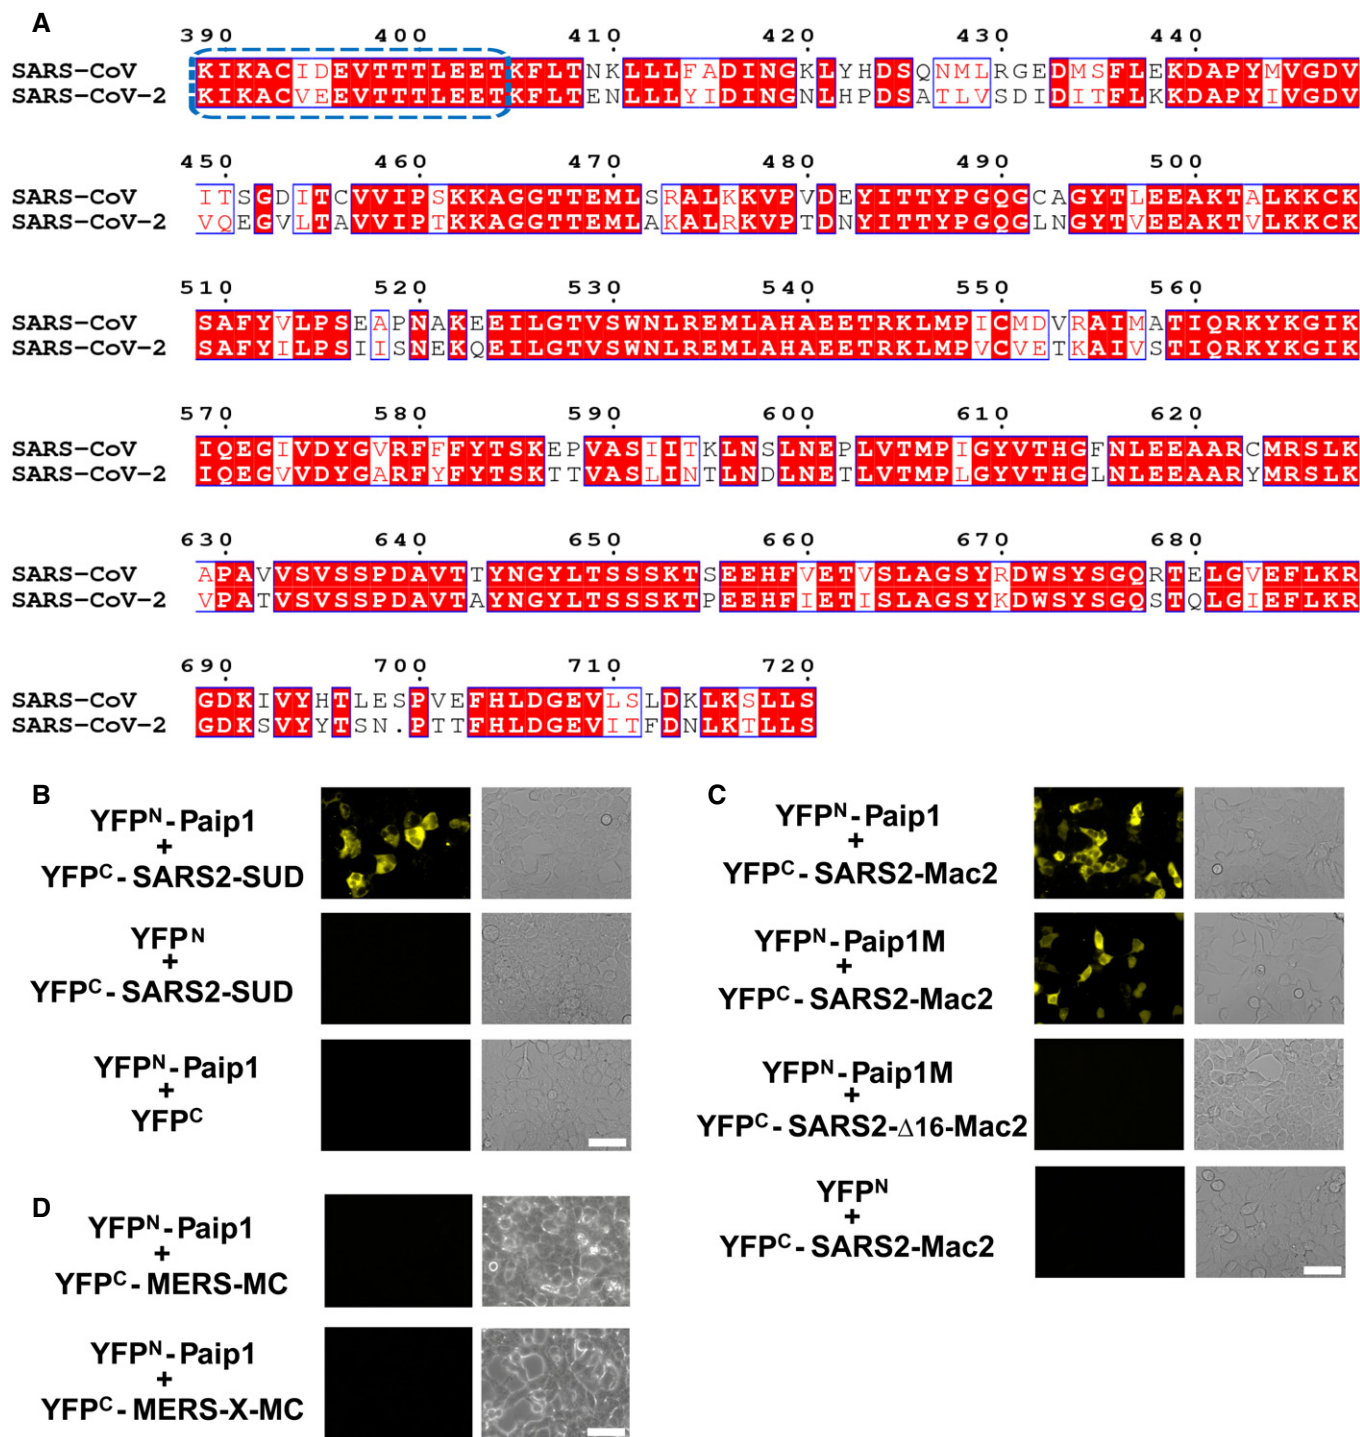 A
390 400 410 420 430 440
SARS-CoV KIKACIDEVTTTLEETKFLTNKLLLFADINGKLYHDSQNMLRGEDMSFLEKDAPYMVGDV
SARS-CoV-2 KIKACVEEVTTTLEETKFLTENLLLYIDINGNLHPDSATLVSDIDITFLKKDAPYIVGDV
450 460 470 480 490 500
SARS-CoV ITSGDITCVVIPSKKAGGTTEMLSRALKKVPVDEYITTYPGQGCAGYTLEEAKTALKKCK
SARS-CoV-2 VQEGVLTAVVIPTKKAGGTTEMLAKALRKVPTDNYITTYPGQGLNGYTVEEAKTVLKKCK
510 520 530 540 550 560
SARS-CoV SAFYVLPSEAPNAKEEILGTVSWNLREMLAHAEETRKLMPICMDVRAIMATIQRKYKGIK
SARS-CoV-2 SAFYILPSIISNEKQEILGTVSWNLREMLAHAEETRKLMPVCVETKAIVSTIQRKYKGIK
570 580 590 600 610 620
SARS-CoV IQEGIVDYGVRFFFYTSKEPVASIITKLNSLNEPLVTMPIGYVTHGFNLEEAARCMRSLK
SARS-CoV-2 IQEGVVDYGARFYFYTSKTTVASLINTLNDLNETLVTMPLGYVTHGLNLEEAARYMRSLK
630 640 650 660 670 680
SARS-CoV APAVVSVSSPDAVTTYNGYLTSSSKTSEEHFVETVSLAGSYRDWSYSGQRTELGVEFLKR
SARS-CoV-2 VPATVSVSSPDAVTAYNGYLTSSSKTPEEHFIETISLAGSYKDWSYSGQSTQLGIEFLKR
690 700 710 720
SARS-CoV GDKIVYHTLESPVEFHLDGEVLSLDKLKSLLS
SARS-CoV-2 GDKSVYYTSN.PTTFHLDGEVITFDNLKTLLS
B
YFPᴺ-Paip1
+
YFPᶜ-SARS2-SUD
YFPᴺ
+
YFPᶜ-SARS2-SUD
YFPᴺ-Paip1
+
YFPᶜ
C
YFPᴺ-Paip1
+
YFPᶜ-SARS2-Mac2
YFPᴺ-Paip1M
+
YFPᶜ-SARS2-Mac2
YFPᴺ-Paip1M
+
YFPᶜ-SARS2-Δ16-Mac2
YFPᴺ
+
YFPᶜ-SARS2-Mac2
D
YFPᴺ-Paip1
+
YFPᶜ-MERS-MC
YFPᴺ-Paip1
+
YFPᶜ-MERS-X-MC